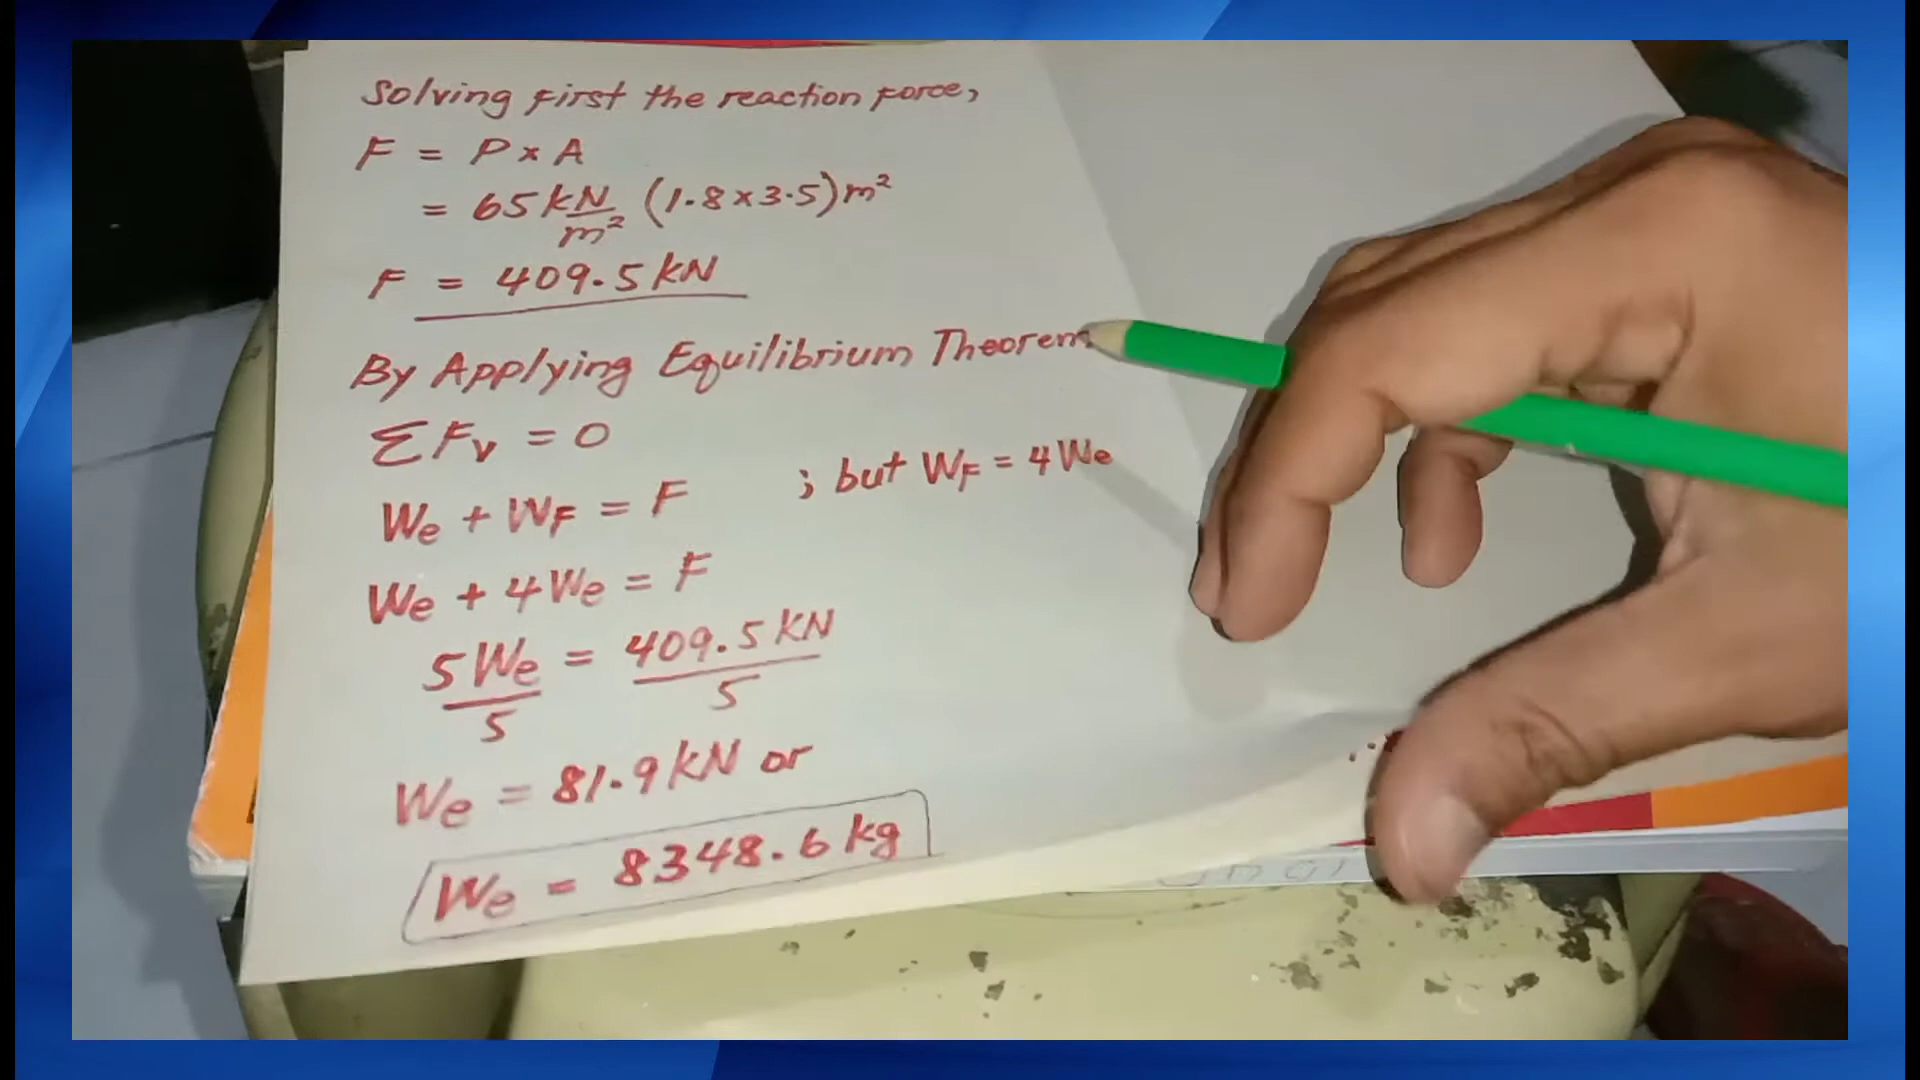 Solving first the reaction force,
F = P x A
= 65 kN/m² (1.8 x 3.5) m²
F = 409.5 kN
By Applying Equilibrium Theorem
ΣFv = 0
We + WF = F ; but WF = 4We
We + 4We = F
5We/5 = 409.5 kN/5
We = 81.9 kN or
We = 8348.6 kg